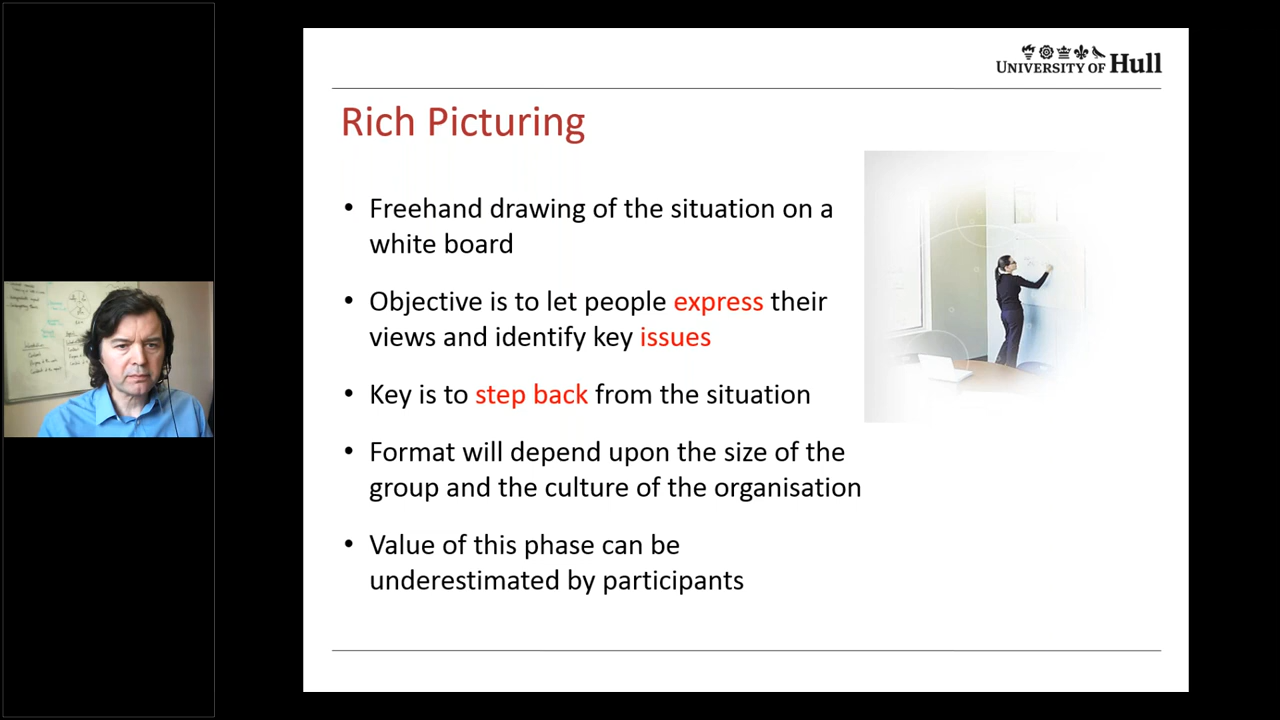 UNIVERSITY OF Hull
Rich Picturing
• Freehand drawing of the situation on a
white board
• Objective is to let people express their
views and identify key issues
• Key is to step back from the situation
• Format will depend upon the size of the
group and the culture of the organisation
• Value of this phase can be
underestimated by participants